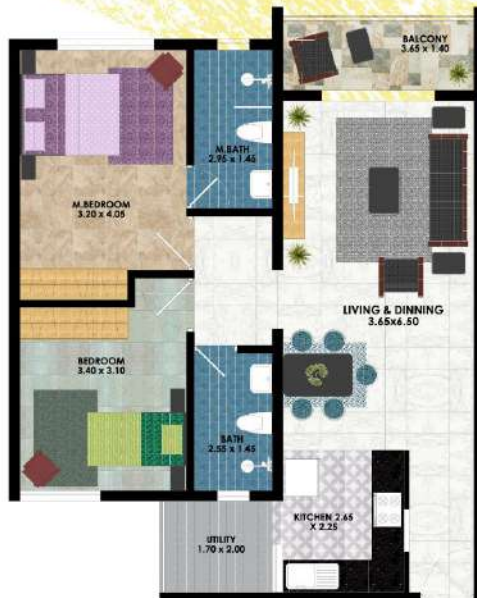 BALCONY
3.65 x 1.40
M.BATH
2.95 x 1.45
M.BEDROOM
3.20 x 4.05
LIVING & DINNING
3.65x6.50
BEDROOM
3.40 x 3.10
BATH
2.55 x 1.45
KITCHEN 2.65
X 2.25
UTILITY
1.70 x 2.00